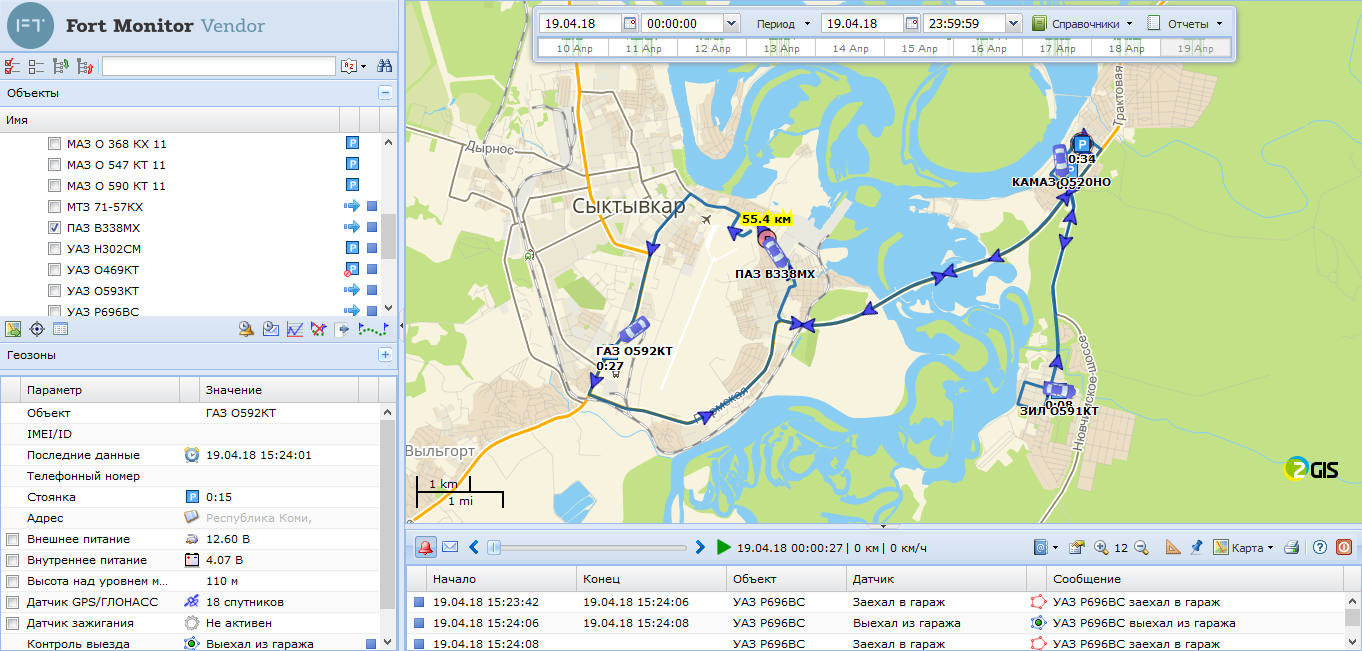 Fort Monitor Vendor
Объекты
Имя
МАЗ О 368 КХ 11
МАЗ О 547 КТ 11
МАЗ О 590 КТ 11
МТЗ 71-57КХ
ПАЗ В338МХ
УАЗ Н302СМ
УАЗ О469КТ
УАЗ О593КТ
УАЗ Р696ВС
Геозоны
Параметр Значение
Объект ГАЗ О592КТ
IMEI/ID
Последние данные 19.04.18 15:24:01
Телефонный номер
Стоянка P 0:15
Адрес Республика Коми,
Внешнее питание 12.60 В
Внутреннее питание 4.07 В
Высота над уровнем м... 110 м
Датчик GPS/ГЛОНАСС 18 спутников
Датчик зажигания Не активен
Контроль выезда Выехал из гаража
19.04.18 00:00:00 Период 19.04.18 23:59:59 Справочники Отчеты
10 Апр 11 Апр 12 Апр 13 Апр 14 Апр 15 Апр 16 Апр 17 Апр 18 Апр 19 Апр
Трактовая
Дырнос
P
0:34
КАМАЗ О520НО
Сыктывкар
55.4 км
ПАЗ В338МХ
ГАЗ О592КТ
0:27
0:08
ЗИЛ О591КТ
Нювчимское-шоссе
Выльгорт
1 km
1 mi
2GIS
19.04.18 00:00:27 | 0 км | 0 км/ч 12 Карта
Начало Конец Объект Датчик Сообщение
19.04.18 15:23:42 19.04.18 15:24:06 УАЗ Р696ВС Заехал в гараж УАЗ Р696ВС заехал в гараж
19.04.18 15:24:06 19.04.18 15:24:08 УАЗ Р696ВС Выехал из гаража УАЗ Р696ВС выехал из гаража
19.04.18 15:24:08 УАЗ Р696ВС Заехал в гараж УАЗ Р696ВС заехал в гараж